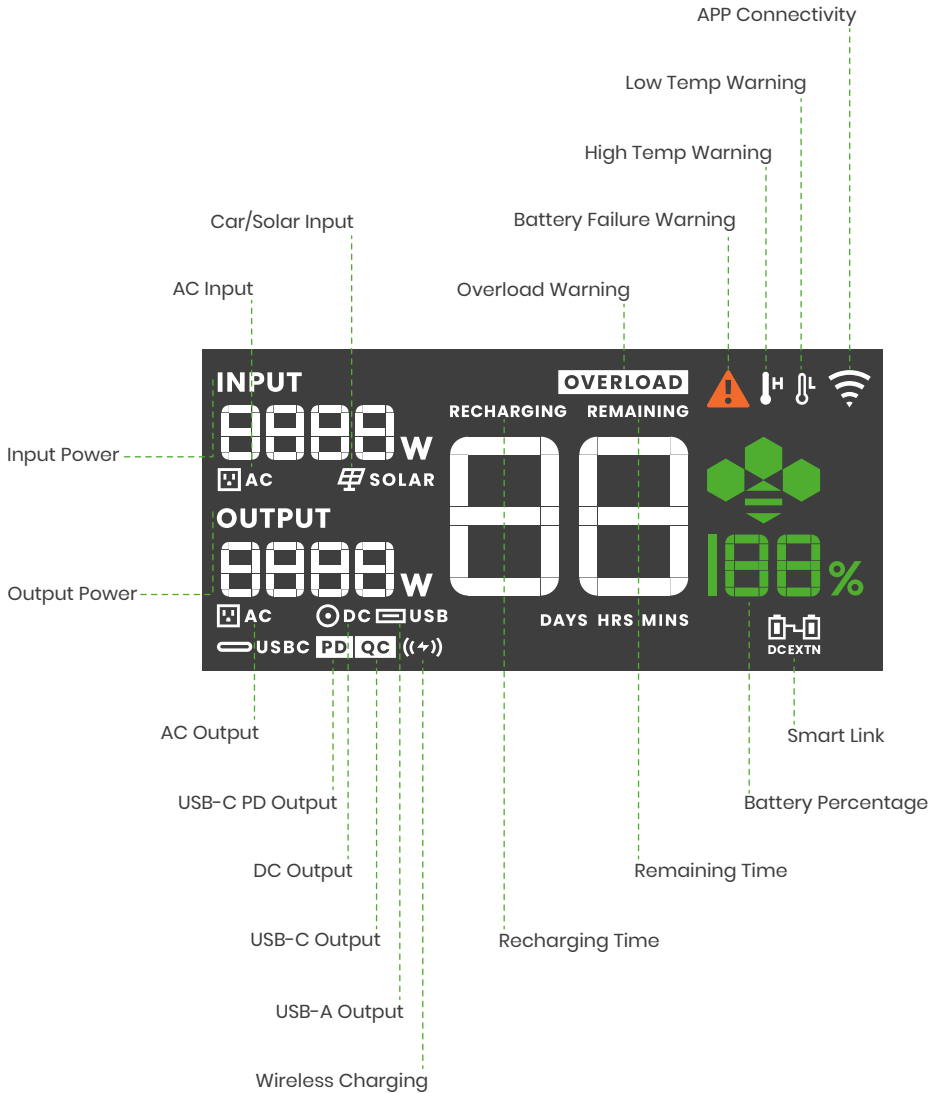 APP Connectivity
Low Temp Warning
High Temp Warning
Car/Solar Input
Battery Failure Warning
AC Input
Overload Warning
INPUT
OVERLOAD
H
L
RECHARGING REMAINING
8888 W
AC
SOLAR
Input Power
88
OUTPUT
8888 W
188%
Output Power
AC DC USB
DAYS HRS MINS
USBC PD QC
DC EXTN
AC Output
Smart Link
USB-C PD Output
Battery Percentage
DC Output
Remaining Time
USB-C Output
Recharging Time
USB-A Output
Wireless Charging